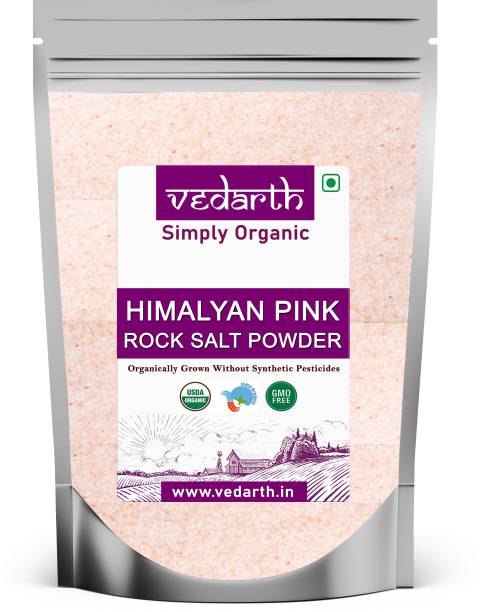 vedarth
Simply Organic
HIMALYAN PINK
ROCK SALT POWDER
Organically Grown Without Synthetic Pesticides
USDA
ORGANIC
GMO
FREE
www.vedarth.in